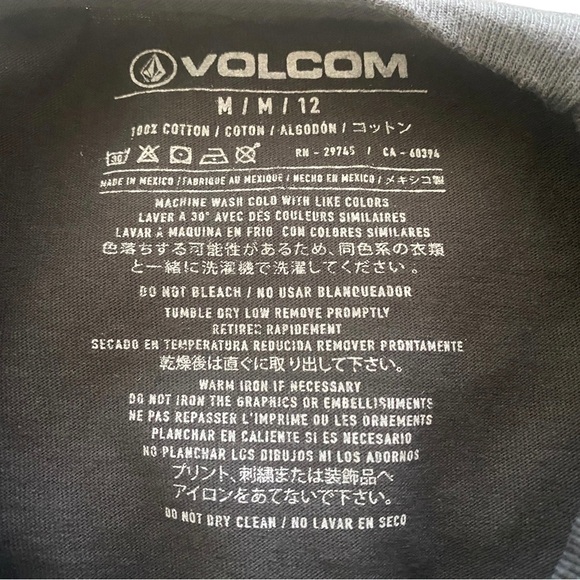 VOLCOM
M / M / 12
100% COTTON / COTON / ALGODÓN / コットン
30 RN - 29745 / CA - 60394
MADE IN MEXICO / FABRIQUE AU MEXIQUE / HECHO EN MEXICO / メキシコ製
MACHINE WASH COLD WITH LIKE COLORS
LAVER A 30° AVEC DES COULEURS SIMILAIRES
LAVAR A MAQUINA EN FRIO CON COLORES SIMILARES
色落ちする可能性があるため、同色系の衣類
と一緒に洗濯機で洗濯してください。
DO NOT BLEACH / NO USAR BLANQUEADOR
TUMBLE DRY LOW REMOVE PROMPTLY
RETIRER RAPIDEMENT
SECADO EN TEMPERATURA REDUCIDA REMOVER PRONTAMENTE
乾燥後は直ぐに取り出して下さい。
WARM IRON IF NECESSARY
DO NOT IRON THE GRAPHICS OR EMBELLISHMENTS
NE PAS REPASSER L'IMPRIME OU LES ORNEMENTS
PLANCHAR EN CALIENTE SI ES NECESARIO
NO PLANCHAR LOS DIBUJOS NI LOS ADORNOS
プリント、刺繍または装飾品へ
アイロンをあてないで下さい。
DO NOT DRY CLEAN / NO LAVAR EN SECO